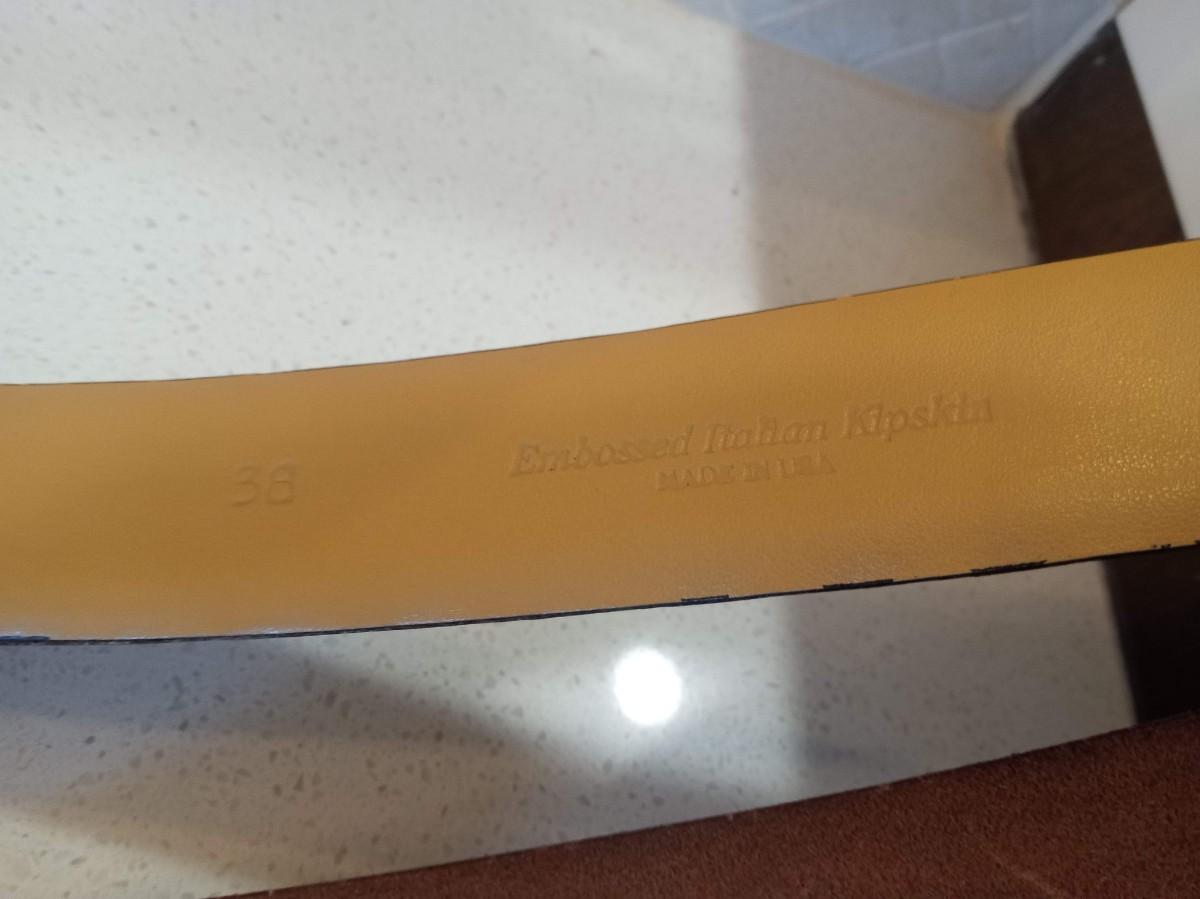 38
Embossed Italian Kipskin
MADE IN USA